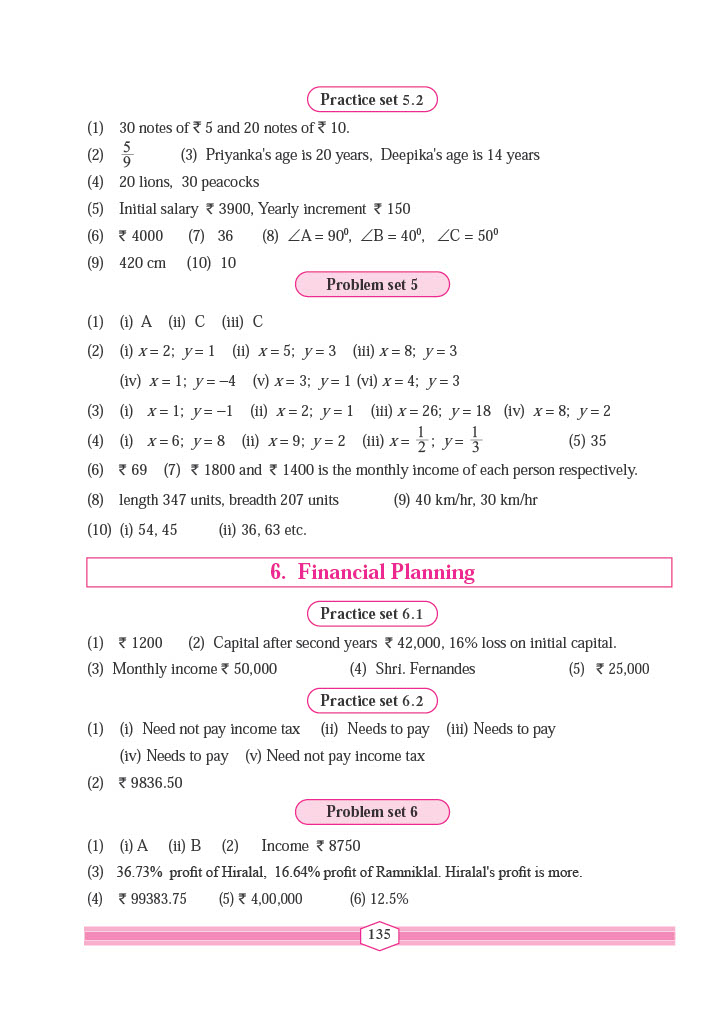 Practice set 5.2
(1) 30 notes of ₹ 5 and 20 notes of ₹ 10.
(2) 5/9 (3) Priyanka's age is 20 years, Deepika's age is 14 years
(4) 20 lions, 30 peacocks
(5) Initial salary ₹ 3900, Yearly increment ₹ 150
(6) ₹ 4000 (7) 36 (8) ∠A = 90⁰, ∠B = 40⁰, ∠C = 50⁰
(9) 420 cm (10) 10
Problem set 5
(1) (i) A (ii) C (iii) C
(2) (i) x = 2; y = 1 (ii) x = 5; y = 3 (iii) x = 8; y = 3
(iv) x = 1; y = –4 (v) x = 3; y = 1 (vi) x = 4; y = 3
(3) (i) x = 1; y = –1 (ii) x = 2; y = 1 (iii) x = 26; y = 18 (iv) x = 8; y = 2
(4) (i) x = 6; y = 8 (ii) x = 9; y = 2 (iii) x = 1/2; y = 1/3 (5) 35
(6) ₹ 69 (7) ₹ 1800 and ₹ 1400 is the monthly income of each person respectively.
(8) length 347 units, breadth 207 units (9) 40 km/hr, 30 km/hr
(10) (i) 54, 45 (ii) 36, 63 etc.
6. Financial Planning
Practice set 6.1
(1) ₹ 1200 (2) Capital after second years ₹ 42,000, 16% loss on initial capital.
(3) Monthly income ₹ 50,000 (4) Shri. Fernandes (5) ₹ 25,000
Practice set 6.2
(1) (i) Need not pay income tax (ii) Needs to pay (iii) Needs to pay
(iv) Needs to pay (v) Need not pay income tax
(2) ₹ 9836.50
Problem set 6
(1) (i) A (ii) B (2) Income ₹ 8750
(3) 36.73% profit of Hiralal, 16.64% profit of Ramniklal. Hiralal's profit is more.
(4) ₹ 99383.75 (5) ₹ 4,00,000 (6) 12.5%
135